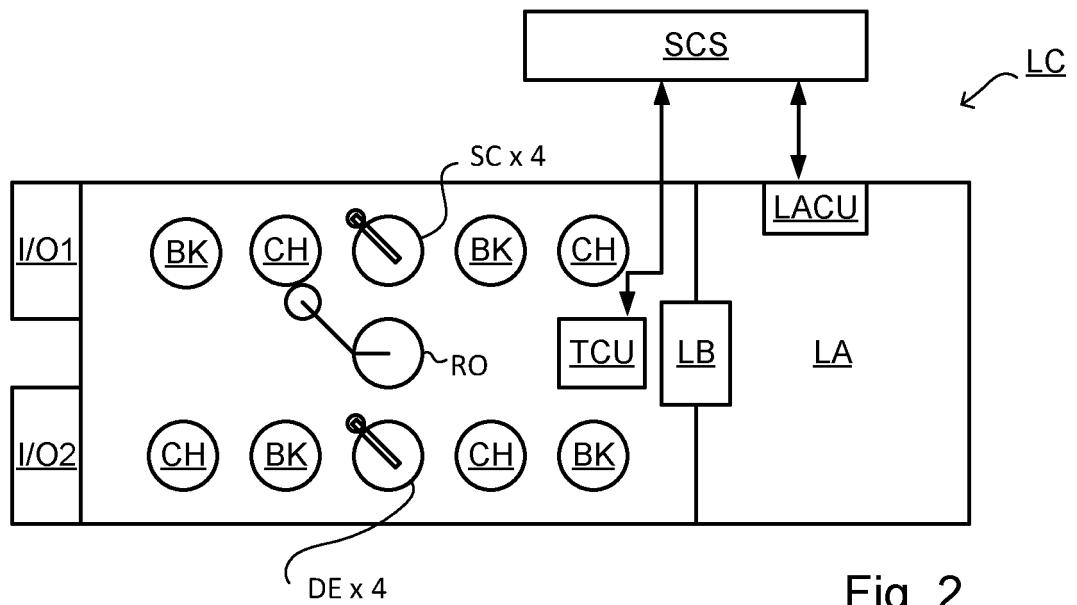 SCS
LC
SC x 4
LACU
I/O1
BK
CH
BK
CH
RO
TCU
LB
LA
I/O2
CH
BK
CH
BK
DE x 4
Fig. 2